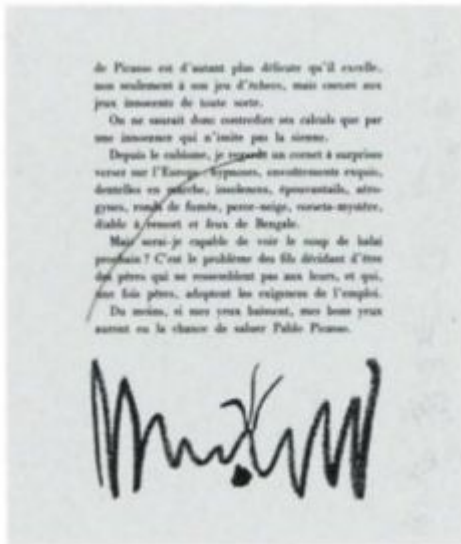 de Picasso est d'autant plus délicate qu'il excelle,
non seulement à son jeu d'échecs, mais encore aux
jeux innocents de toute sorte.
On ne saurait donc contredire ses calculs que par
une innocence qui n'imite pas la sienne.
Depuis le cubisme, je regarde un cornet à surprises
verser sur l'Europe: hypnoses, envoûtements exquis,
dentelles en marche, insolences, épouvantails, aéro-
gynes, ronds de fumée, perce-neige, corsets-mystère,
diable à ressort et feux de Bengale.
Mais serai-je capable de voir le coup de balai
prochain? C'est le problème des fils décidant d'être
des pères qui ne ressemblent pas aux leurs, et qui,
une fois pères, adoptent les exigences de l'emploi.
Du moins, si mes yeux baissent, mes bons yeux
auront eu la chance de saluer Pablo Picasso.